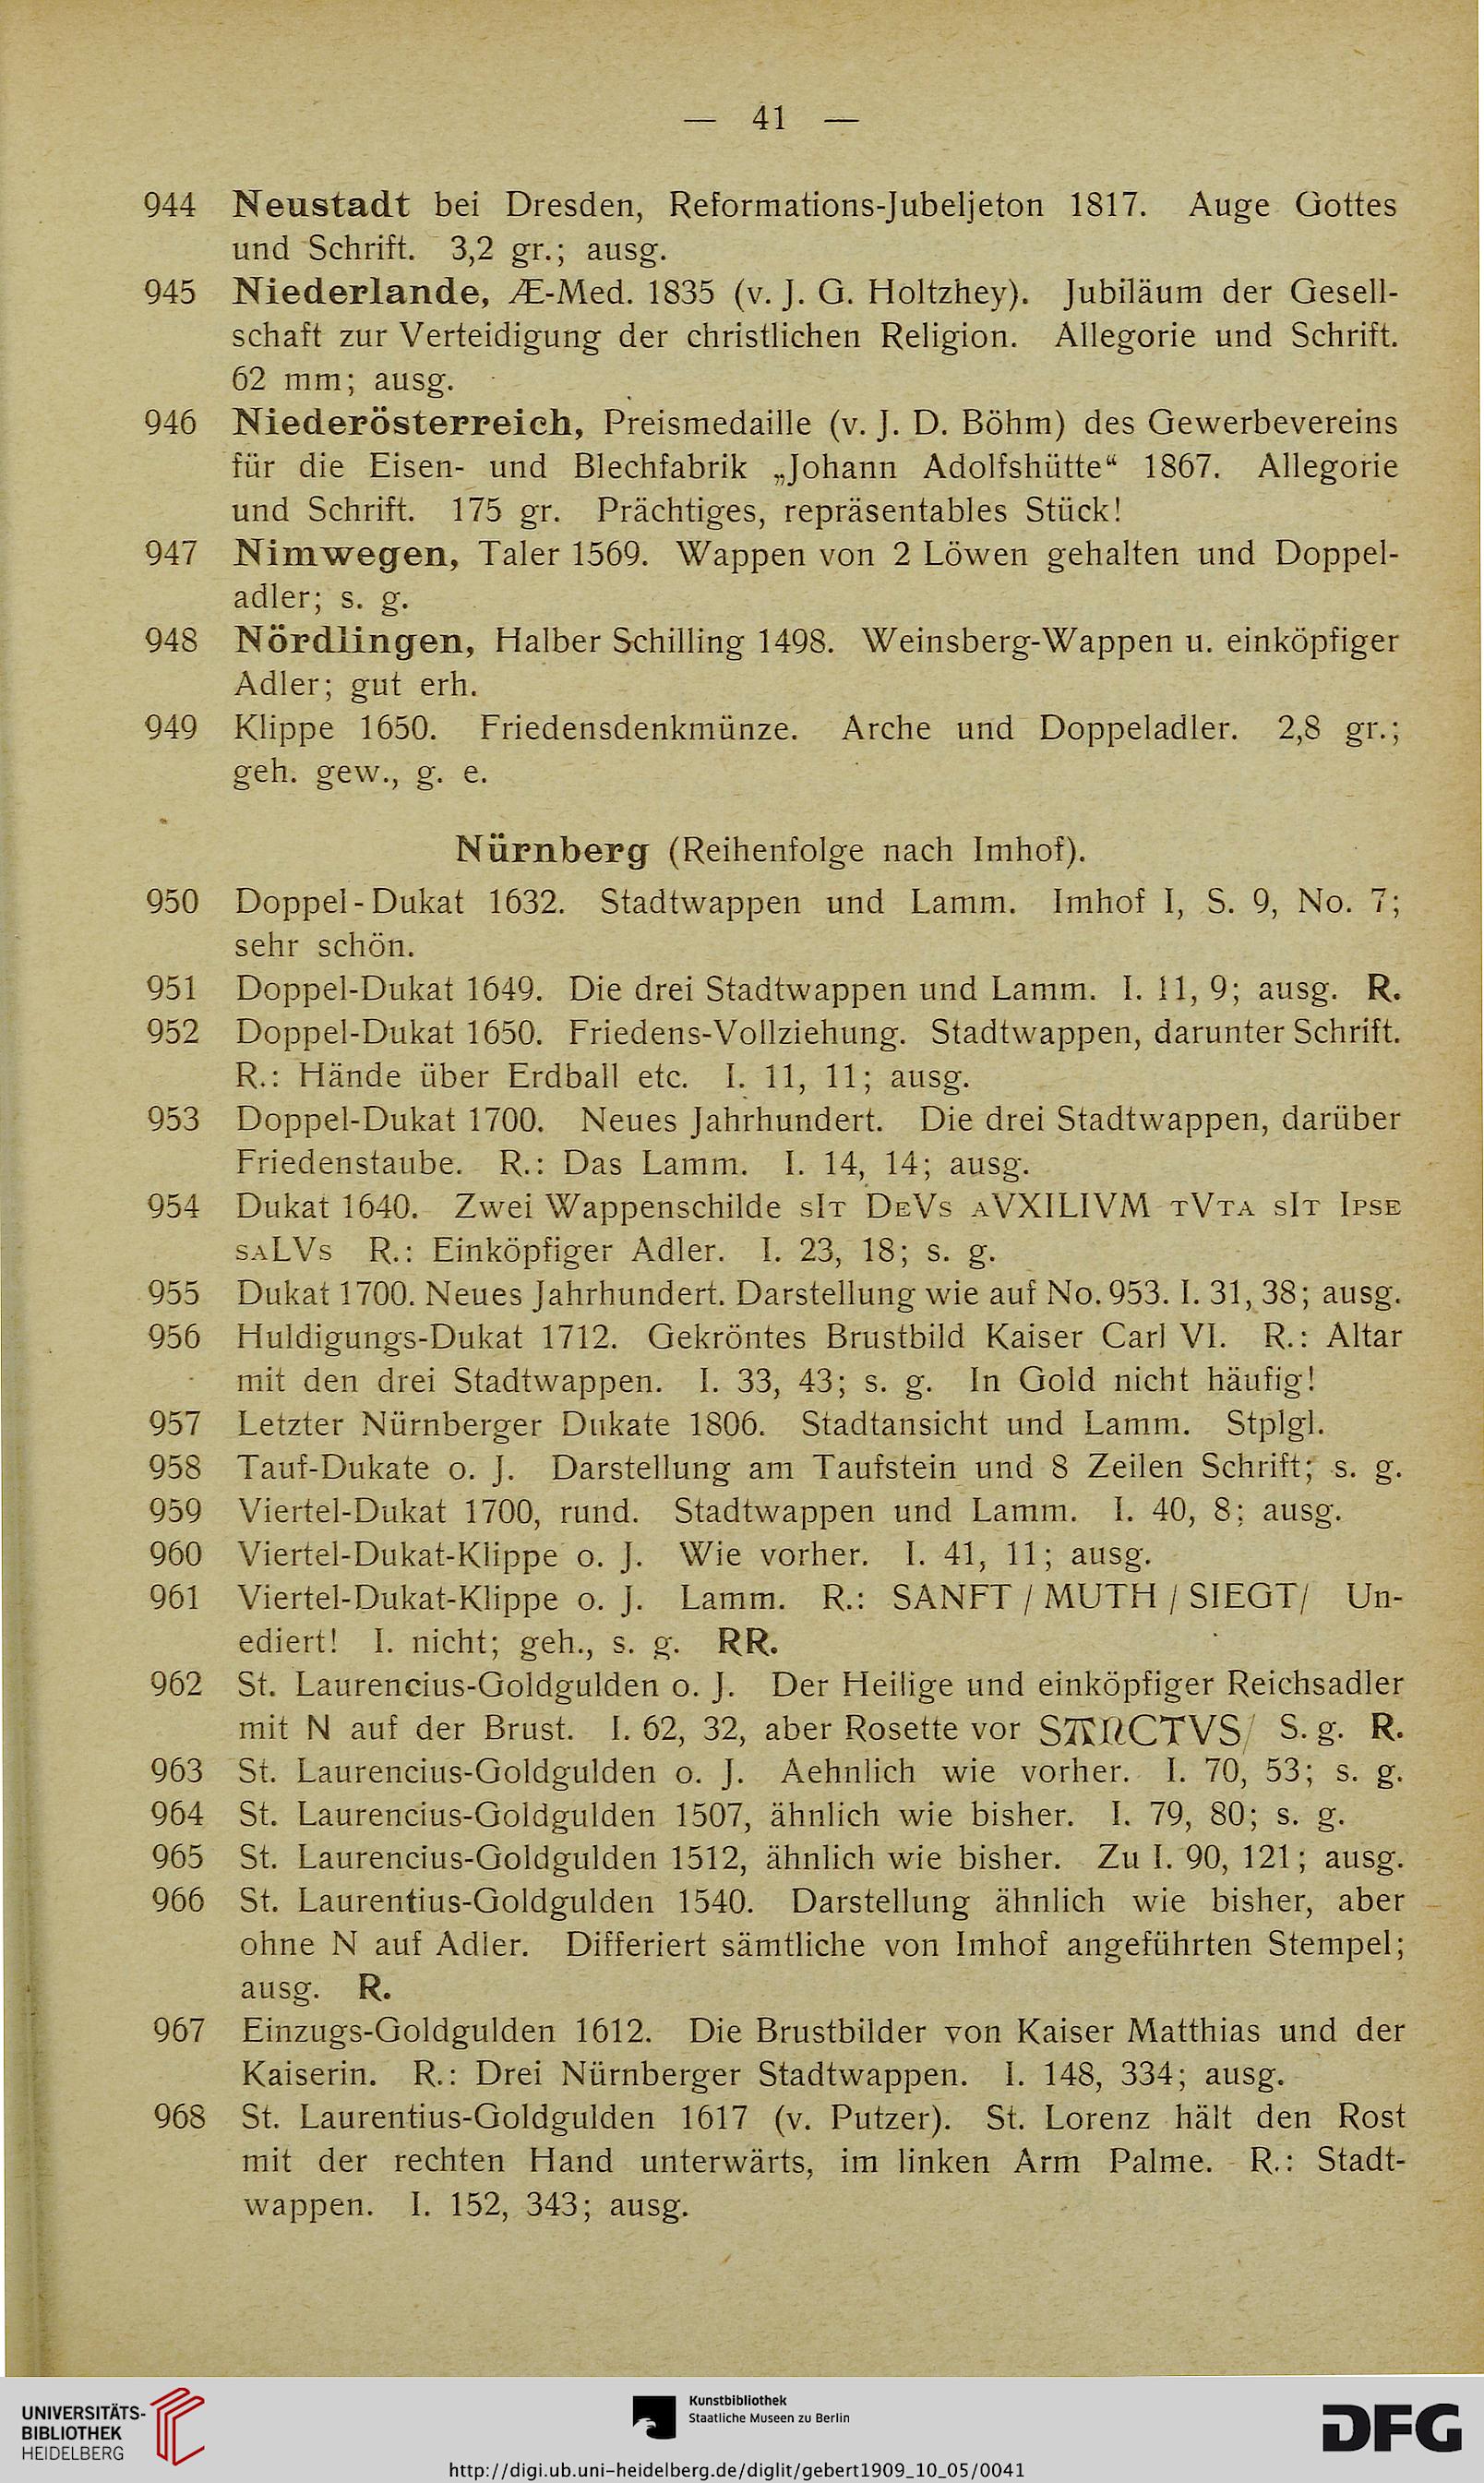 — 41 —
944 Neustadt bei Dresden, Reformations-Jubeljeton 1817. Auge Gottes
und Schrift. 3,2 gr.; ausg.
945 Niederlande, Æ-Med. 1835 (v. J. G. Holtzhey). Jubiläum der Gesell-
schaft zur Verteidigung der christlichen Religion. Allegorie und Schrift.
62 mm; ausg.
946 Niederösterreich, Preismedaille (v. J. D. Böhm) des Gewerbevereins
für die Eisen- und Blechfabrik „Johann Adolfshütte“ 1867. Allegorie
und Schrift. 175 gr. Prächtiges, repräsentables Stück!
947 Nimwegen, Taler 1569. Wappen von 2 Löwen gehalten und Doppel-
adler; s. g.
948 Nördlingen, Halber Schilling 1498. Weinsberg-Wappen u. einköpfiger
Adler; gut erh.
949 Klippe 1650. Friedensdenkmünze. Arche und Doppeladler. 2,8 gr.;
geh. gew., g. e.
Nürnberg (Reihenfolge nach Imhof).
950 Doppel-Dukat 1632. Stadtwappen und Lamm. Imhof I, S. 9, No. 7;
sehr schön.
951 Doppel-Dukat 1649. Die drei Stadtwappen und Lamm. I. 11, 9; ausg. R.
952 Doppel-Dukat 1650. Friedens-Vollziehung. Stadtwappen, darunter Schrift.
R.: Hände über Erdball etc. I. 11, 11; ausg.
953 Doppel-Dukat 1700. Neues Jahrhundert. Die drei Stadtwappen, darüber
Friedenstaube. R.: Das Lamm. I. 14, 14; ausg.
954 Dukat 1640. Zwei Wappenschilde sIt DeVs aVXILIVM tVta sIt Ipse
saLVs R.: Einköpfiger Adler. I. 23, 18; s. g.
955 Dukat 1700. Neues Jahrhundert. Darstellung wie auf No. 953. I. 31, 38; ausg.
956 Huldigungs-Dukat 1712. Gekröntes Brustbild Kaiser Carl VI. R.: Altar
mit den drei Stadtwappen. I. 33, 43; s. g. In Gold nicht häufig!
957 Letzter Nürnberger Dukate 1806. Stadtansicht und Lamm. Stplgl.
958 Tauf-Dukate o. J. Darstellung am Taufstein und 8 Zeilen Schrift; s. g.
959 Viertel-Dukat 1700, rund. Stadtwappen und Lamm. I. 40, 8; ausg.
960 Viertel-Dukat-Klippe o. J. Wie vorher. I. 41, 11; ausg.
961 Viertel-Dukat-Klippe o. J. Lamm. R.: SANFT / MUTH / SIEGT/ Un-
ediert! I. nicht; geh., s. g. RR.
962 St. Laurencius-Goldgulden o. J. Der Heilige und einköpfiger Reichsadler
mit N auf der Brust. I. 62, 32, aber Rosette vor SANCTVS/ S. g. R.
963 St. Laurencius-Goldgulden o. J. Aehnlich wie vorher. I. 70, 53; s. g.
964 St. Laurencius-Goldgulden 1507, ähnlich wie bisher. I. 79, 80; s. g.
965 St. Laurencius-Goldgulden 1512, ähnlich wie bisher. Zu I. 90, 121; ausg.
966 St. Laurentius-Goldgulden 1540. Darstellung ähnlich wie bisher, aber
ohne N auf Adler. Differiert sämtliche von Imhof angeführten Stempel;
ausg. R.
967 Einzugs-Goldgulden 1612. Die Brustbilder von Kaiser Matthias und der
Kaiserin. R.: Drei Nürnberger Stadtwappen. I. 148, 334; ausg.
968 St. Laurentius-Goldgulden 1617 (v. Putzer). St. Lorenz hält den Rost
mit der rechten Hand unterwärts, im linken Arm Palme. R.: Stadt-
wappen. I. 152, 343; ausg.
UNIVERSITÄTS-
BIBLIOTHEK
HEIDELBERG
Kunstbibliothek
Staatliche Museen zu Berlin
DFG
http://digi.ub.uni-heidelberg.de/diglit/gebert1909_10_05/0041